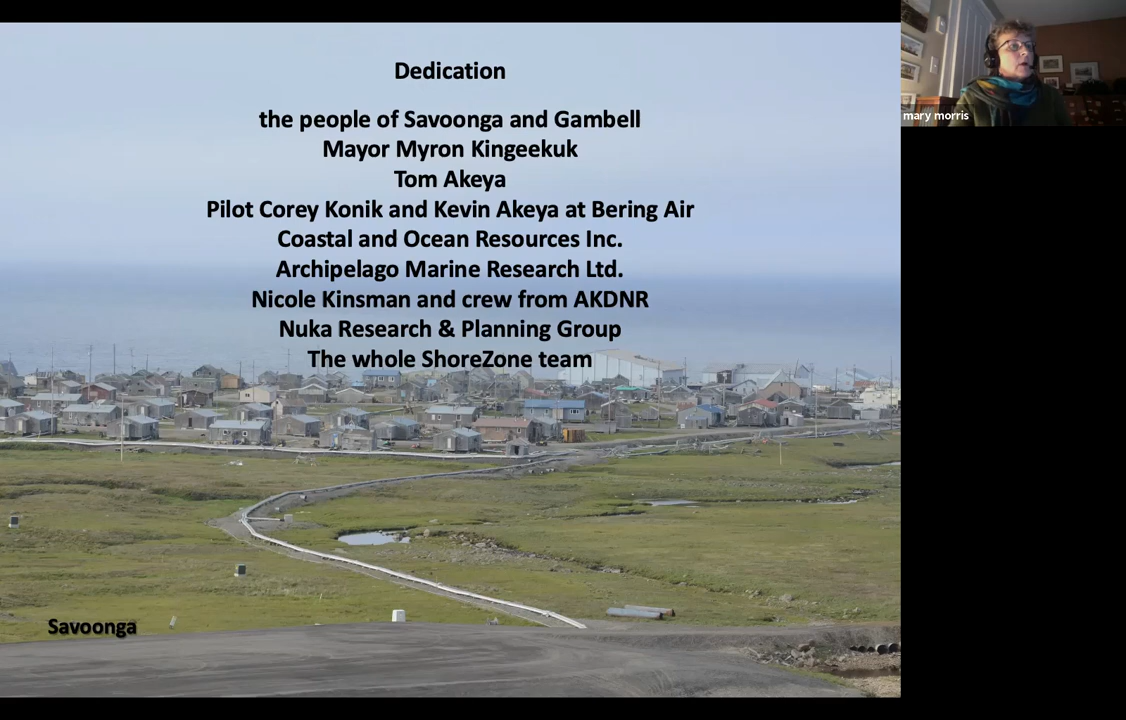 Dedication
the people of Savoonga and Gambell
Mayor Myron Kingeekuk
Tom Akeya
Pilot Corey Konik and Kevin Akeya at Bering Air
Coastal and Ocean Resources Inc.
Archipelago Marine Research Ltd.
Nicole Kinsman and crew from AKDNR
Nuka Research & Planning Group
The whole ShoreZone team
Savoonga
mary morris